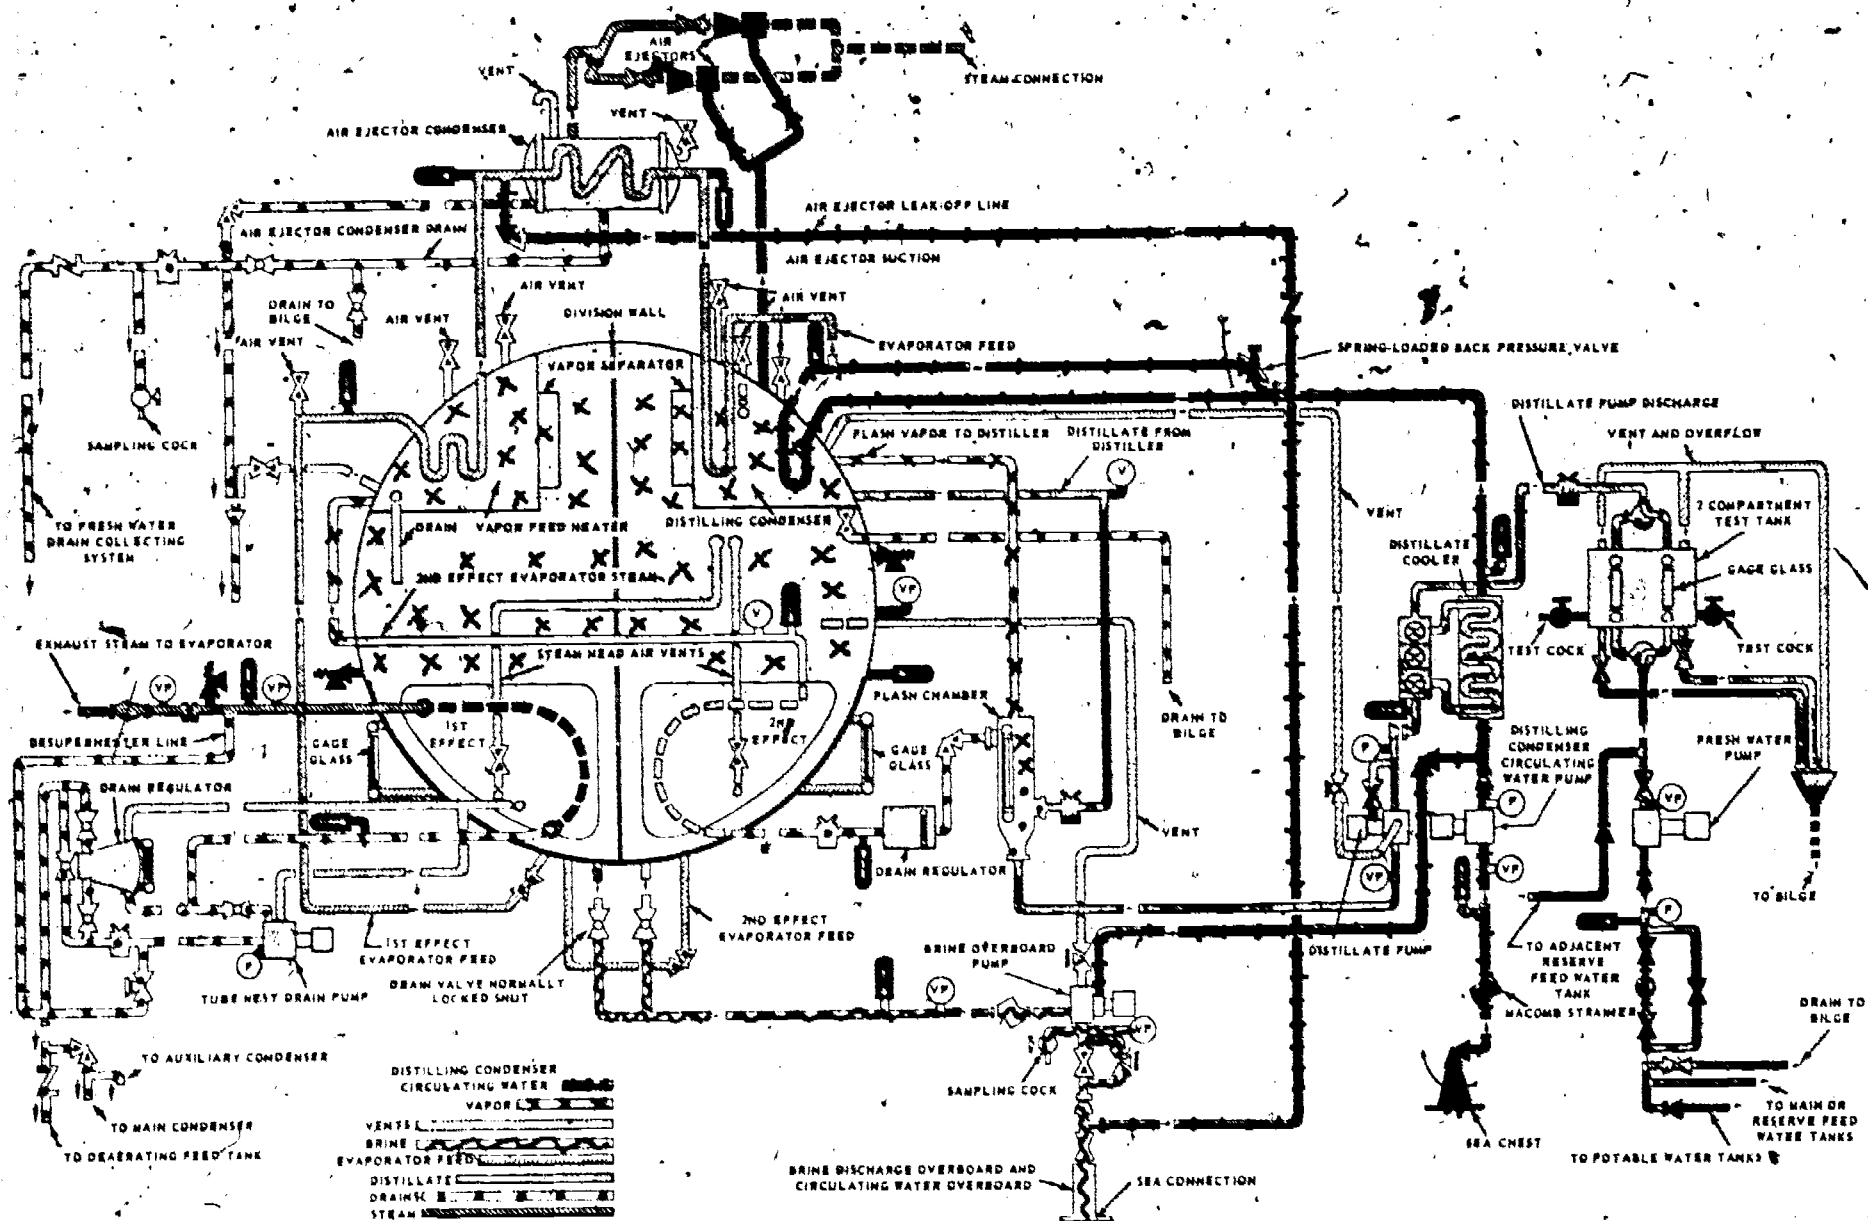 AIR
EJECTORS
STEAM CONNECTION
VENT
VENT
AIR EJECTOR CONDENSER
AIR EJECTOR LEAK-OFF LINE
AIR EJECTOR CONDENSER DRAIN
AIR EJECTOR SUCTION
AIR VENT
AIR VENT
DRAIN TO
BILGE
AIR VENT
DIVISION WALL
AIR VENT
EVAPORATOR FEED
SPRING-LOADED BACK PRESSURE VALVE
VAPOR SEPARATOR
DISTILLATE PUMP DISCHARGE
SAMPLING COCK
FLASH VAPOR TO DISTILLER
DISTILLATE FROM
DISTILLER
VENT AND OVERFLOW
V
TO FRESH WATER
DRAIN COLLECTING
SYSTEM
DRAIN
VAPOR FEED HEATER
DISTILLING CONDENSER
VENT
2 COMPARTMENT
TEST TANK
DISTILLATE
COOLER
GAGE GLASS
2ND EFFECT EVAPORATOR STEAM
VP
V
EXHAUST STEAM TO EVAPORATOR
STEAM HEAD AIR VENTS
TEST COCK
TEST COCK
VP
VP
FLASH CHAMBER
DRAIN TO
BILGE
DESUPERHEATER LINE
1ST
EFFECT
2ND
EFFECT
GAGE
GLASS
GAGE
GLASS
DISTILLING
CONDENSER
CIRCULATING
WATER PUMP
FRESH WATER
PUMP
P
DRAIN REGULATOR
P
VP
VENT
DRAIN REGULATOR
VP
VP
TO BILGE
1ST EFFECT
EVAPORATOR FEED
2ND EFFECT
EVAPORATOR FEED
P
P
BRINE OVERBOARD
PUMP
DISTILLATE PUMP
TO ADJACENT
RESERVE
FEED WATER
TANK
TUBE NEST DRAIN PUMP
DRAIN VALVE NORMALLY
LOCKED SHUT
VP
MACOMB STRAINER
DRAIN TO
BILGE
VP
TO AUXILIARY CONDENSER
SAMPLING COCK
DISTILLING CONDENSER
CIRCULATING WATER
VAPOR
VENTS
BRINE
EVAPORATOR FEED
DISTILLATE
DRAINS
STEAM
TO MAIN CONDENSER
TO DEAERATING FEED TANK
SEA CHEST
TO MAIN OR
RESERVE FEED
WATER TANKS
TO POTABLE WATER TANKS
BRINE DISCHARGE OVERBOARD AND
CIRCULATING WATER OVERBOARD
SEA CONNECTION